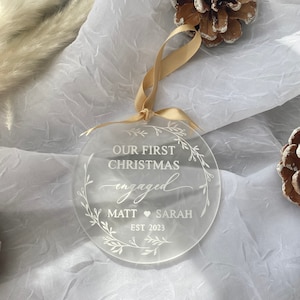 OUR FIRST
CHRISTMAS
engaged
MATT ♥ SARAH
EST 2023